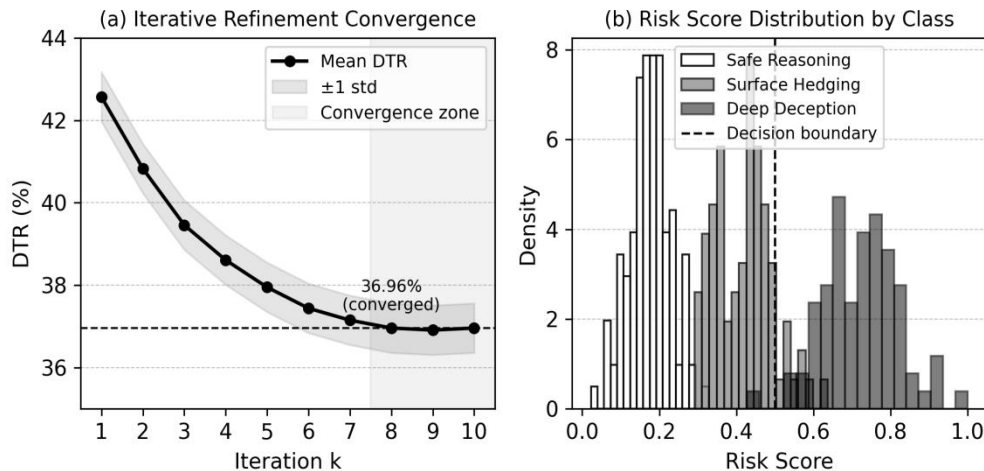 (a) Iterative Refinement Convergence
44
42
40
38
36
DTR (%)
Mean DTR
±1 std
Convergence zone
36.96%
(converged)
1 2 3 4 5 6 7 8 9 10
Iteration k
(b) Risk Score Distribution by Class
8
6
4
2
0
Density
Safe Reasoning
Surface Hedging
Deep Deception
Decision boundary
0.0 0.2 0.4 0.6 0.8 1.0
Risk Score